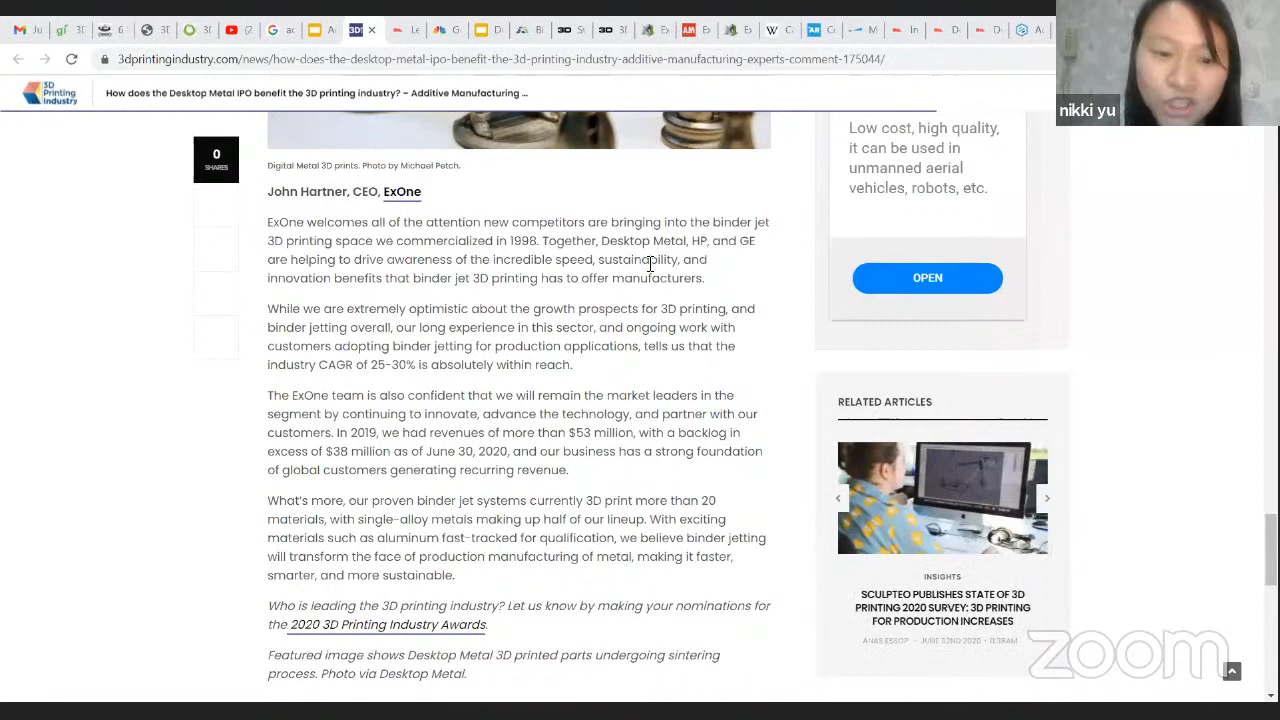 3dprintingindustry.com/news/how-does-the-desktop-metal-ipo-benefit-the-3d-printing-industry-additive-manufacturing-experts-comment-175044/
nikki yu
3D
Printing
Industry
How does the Desktop Metal IPO benefit the 3D printing industry? – Additive Manufacturing ...
0
SHARES
Digital Metal 3D prints. Photo by Michael Petch.
John Hartner, CEO, ExOne
ExOne welcomes all of the attention new competitors are bringing into the binder jet
3D printing space we commercialized in 1998. Together, Desktop Metal, HP, and GE
are helping to drive awareness of the incredible speed, sustainability, and
innovation benefits that binder jet 3D printing has to offer manufacturers.
While we are extremely optimistic about the growth prospects for 3D printing, and
binder jetting overall, our long experience in this sector, and ongoing work with
customers adopting binder jetting for production applications, tells us that the
industry CAGR of 25-30% is absolutely within reach.
The ExOne team is also confident that we will remain the market leaders in the
segment by continuing to innovate, advance the technology, and partner with our
customers. In 2019, we had revenues of more than $53 million, with a backlog in
excess of $38 million as of June 30, 2020, and our business has a strong foundation
of global customers generating recurring revenue.
What's more, our proven binder jet systems currently 3D print more than 20
materials, with single-alloy metals making up half of our lineup. With exciting
materials such as aluminum fast-tracked for qualification, we believe binder jetting
will transform the face of production manufacturing of metal, making it faster,
smarter, and more sustainable.
Who is leading the 3D printing industry? Let us know by making your nominations for
the 2020 3D Printing Industry Awards.
Featured image shows Desktop Metal 3D printed parts undergoing sintering
process. Photo via Desktop Metal.
Low cost, high quality,
it can be used in
unmanned aerial
vehicles, robots, etc.
OPEN
RELATED ARTICLES
INSIGHTS
SCULPTEO PUBLISHES STATE OF 3D
PRINTING 2020 SURVEY: 3D PRINTING
FOR PRODUCTION INCREASES
ANAS ESSOP - JUNE 02ND 2020 - 11:38AM
zoom